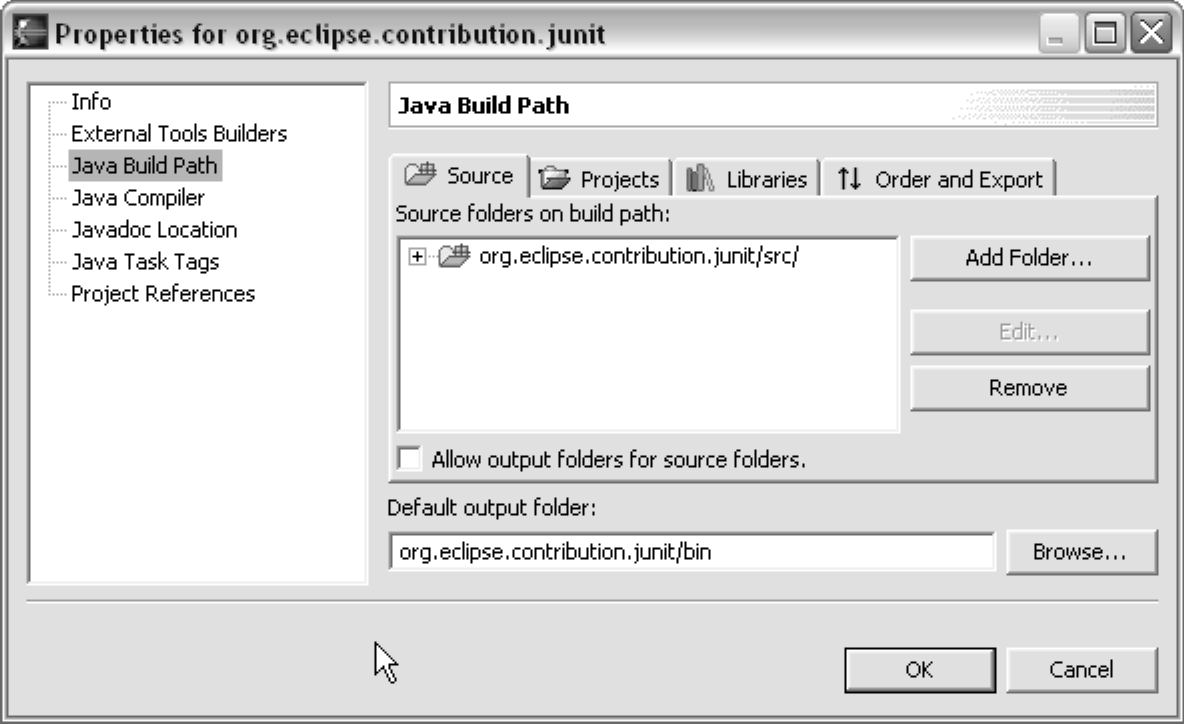 Properties for org.eclipse.contribution.junit
Info
External Tools Builders
Java Build Path
Java Compiler
Javadoc Location
Java Task Tags
Project References
Java Build Path
Source Projects Libraries Order and Export
Source folders on build path:
org.eclipse.contribution.junit/src/
Add Folder...
Edit...
Remove
Allow output folders for source folders.
Default output folder:
org.eclipse.contribution.junit/bin
Browse...
OK Cancel